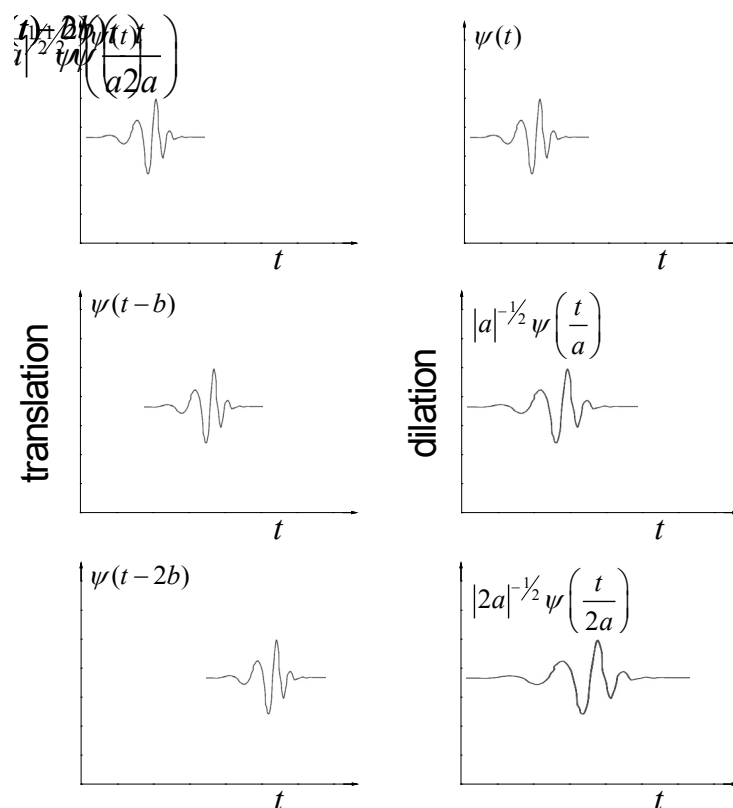 ψ(t)
t
t
translation
ψ(t−b)
t
dilation
|a|^{-1/2} ψ(t/a)
t
ψ(t−2b)
t
|2a|^{-1/2} ψ(t/2a)
t